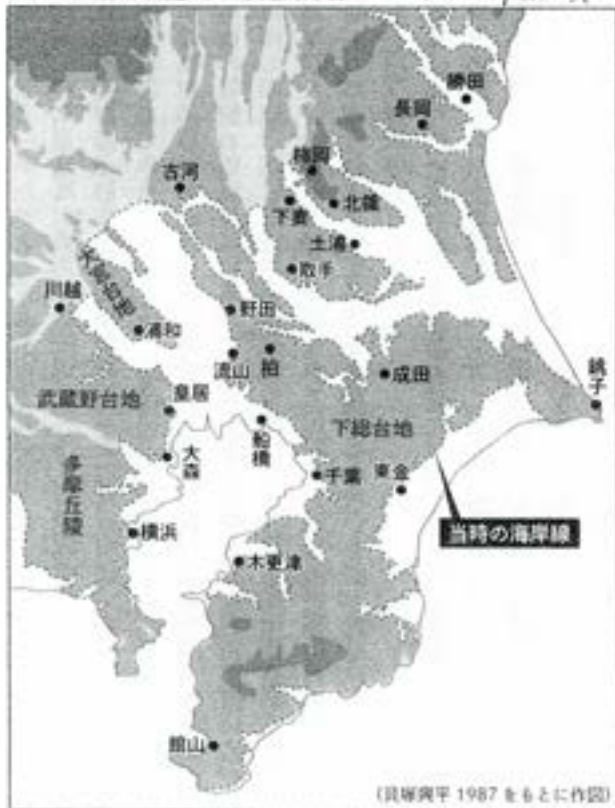 勝田
長岡
柿岡
古河
下妻
北条
土浦
取手
川越
大宮台地
浦和
野田
流山
柏
成田
銚子
武蔵野台地
皇居
船橋
下総台地
大森
千葉
東金
多摩丘陵
横浜
当時の海岸線
木更津
館山
(貝塚爽平 1987 をもとに作図)